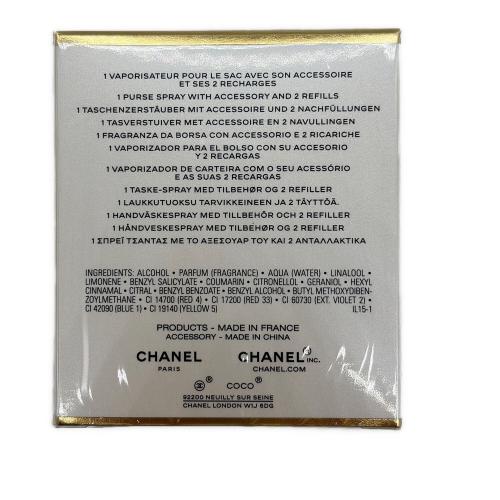 1 VAPORISATEUR POUR LE SAC AVEC SON ACCESSOIRE
ET SES 2 RECHARGES
1 PURSE SPRAY WITH ACCESSORY AND 2 REFILLS
1 TASCHENZERSTÄUBER MIT ACCESSOIRE UND 2 NACHFÜLLUNGEN
1 TASVERSTUIVER MET ACCESSOIRE EN 2 NAVULLINGEN
1 FRAGRANZA DA BORSA CON ACCESSORIO E 2 RICARICHE
1 VAPORIZADOR PARA EL BOLSO CON SU ACCESORIO
Y 2 RECARGAS
1 VAPORIZADOR DE CARTEIRA COM O SEU ACESSÓRIO
E AS SUAS 2 RECARGAS
1 TASKE-SPRAY MED TILBEHØR OG 2 REFILLER
1 LAUKKUTUOKSU TARVIKKEINEEN JA 2 TÄYTTÖÄ.
1 HANDVÄSKESPRAY MED TILLBEHÖR OCH 2 REFILLER
1 HÅNDVESKESPRAY MED TILBEHØR OG 2 REFILLER
1 ΣΠΡΕΪ ΤΣΑΝΤΑΣ ΜΕ ΤΟ ΑΞΕΣΟΥΑΡ ΤΟΥ ΚΑΙ 2 ΑΝΤΑΛΛΑΚΤΙΚΑ
INGREDIENTS: ALCOHOL • PARFUM (FRAGRANCE) • AQUA (WATER) • LINALOOL •
LIMONENE • BENZYL SALICYLATE • COUMARIN • CITRONELLOL • GERANIOL • HEXYL
CINNAMAL • CITRAL • BENZYL BENZOATE • BENZYL ALCOHOL • BUTYL METHOXYDIBEN-
ZOYLMETHANE • CI 14700 (RED 4) • CI 17200 (RED 33) • CI 60730 (EXT. VIOLET 2) •
CI 42090 (BLUE 1) • CI 19140 (YELLOW 5) IL15-1
PRODUCTS - MADE IN FRANCE
ACCESSORY - MADE IN CHINA
CHANEL CHANEL® INC.
PARIS CHANEL.COM
® COCO®
92200 NEUILLY SUR SEINE
CHANEL LONDON W1J 6DG